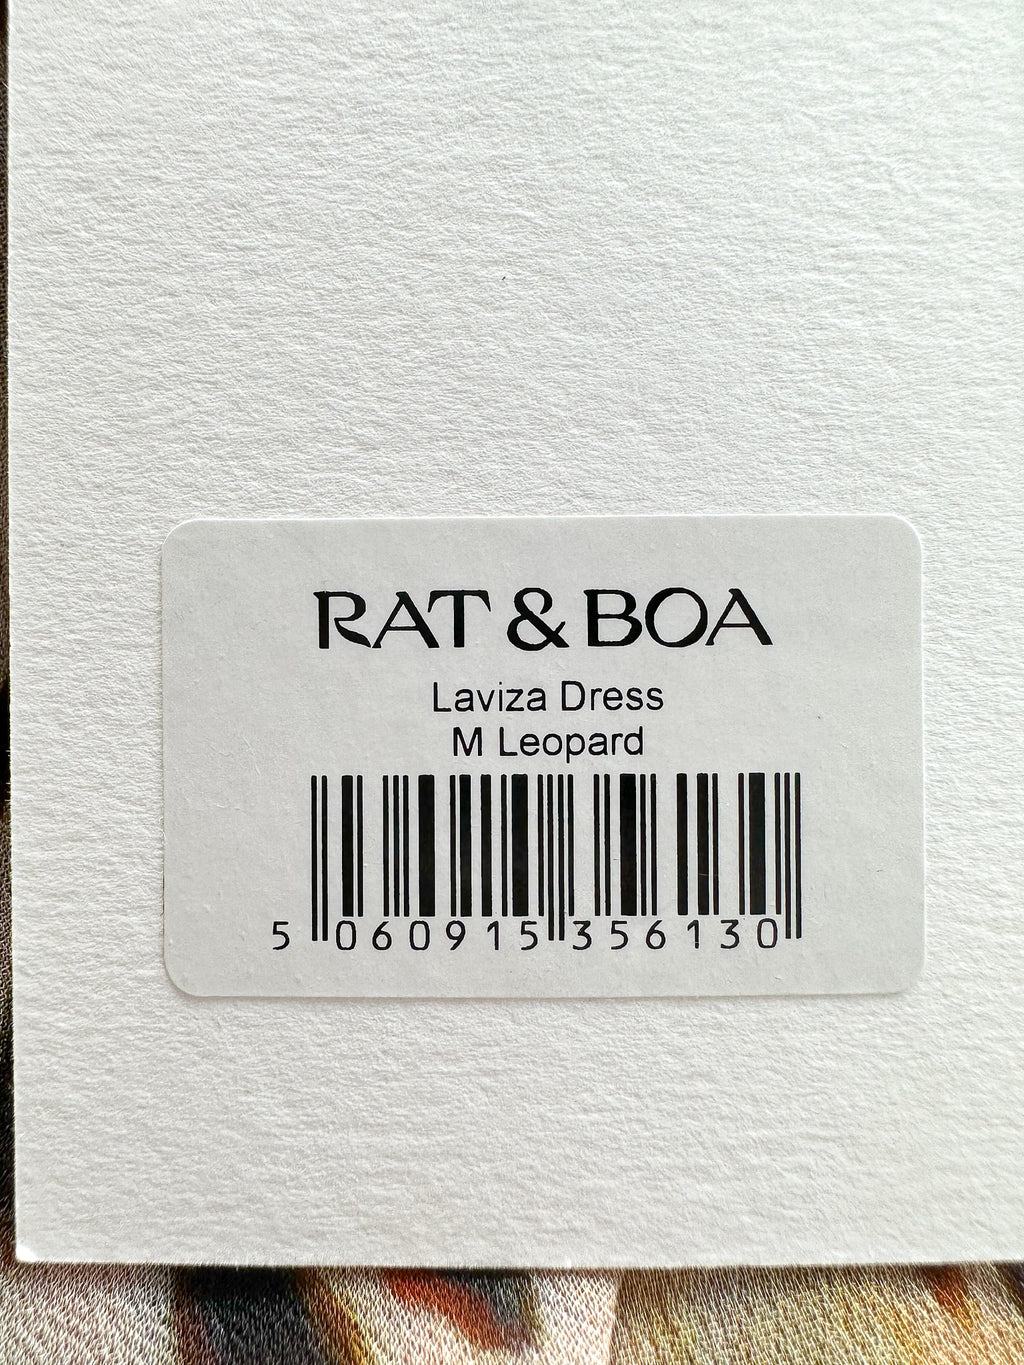 RAT & BOA
Laviza Dress
M Leopard
5 060915 356130